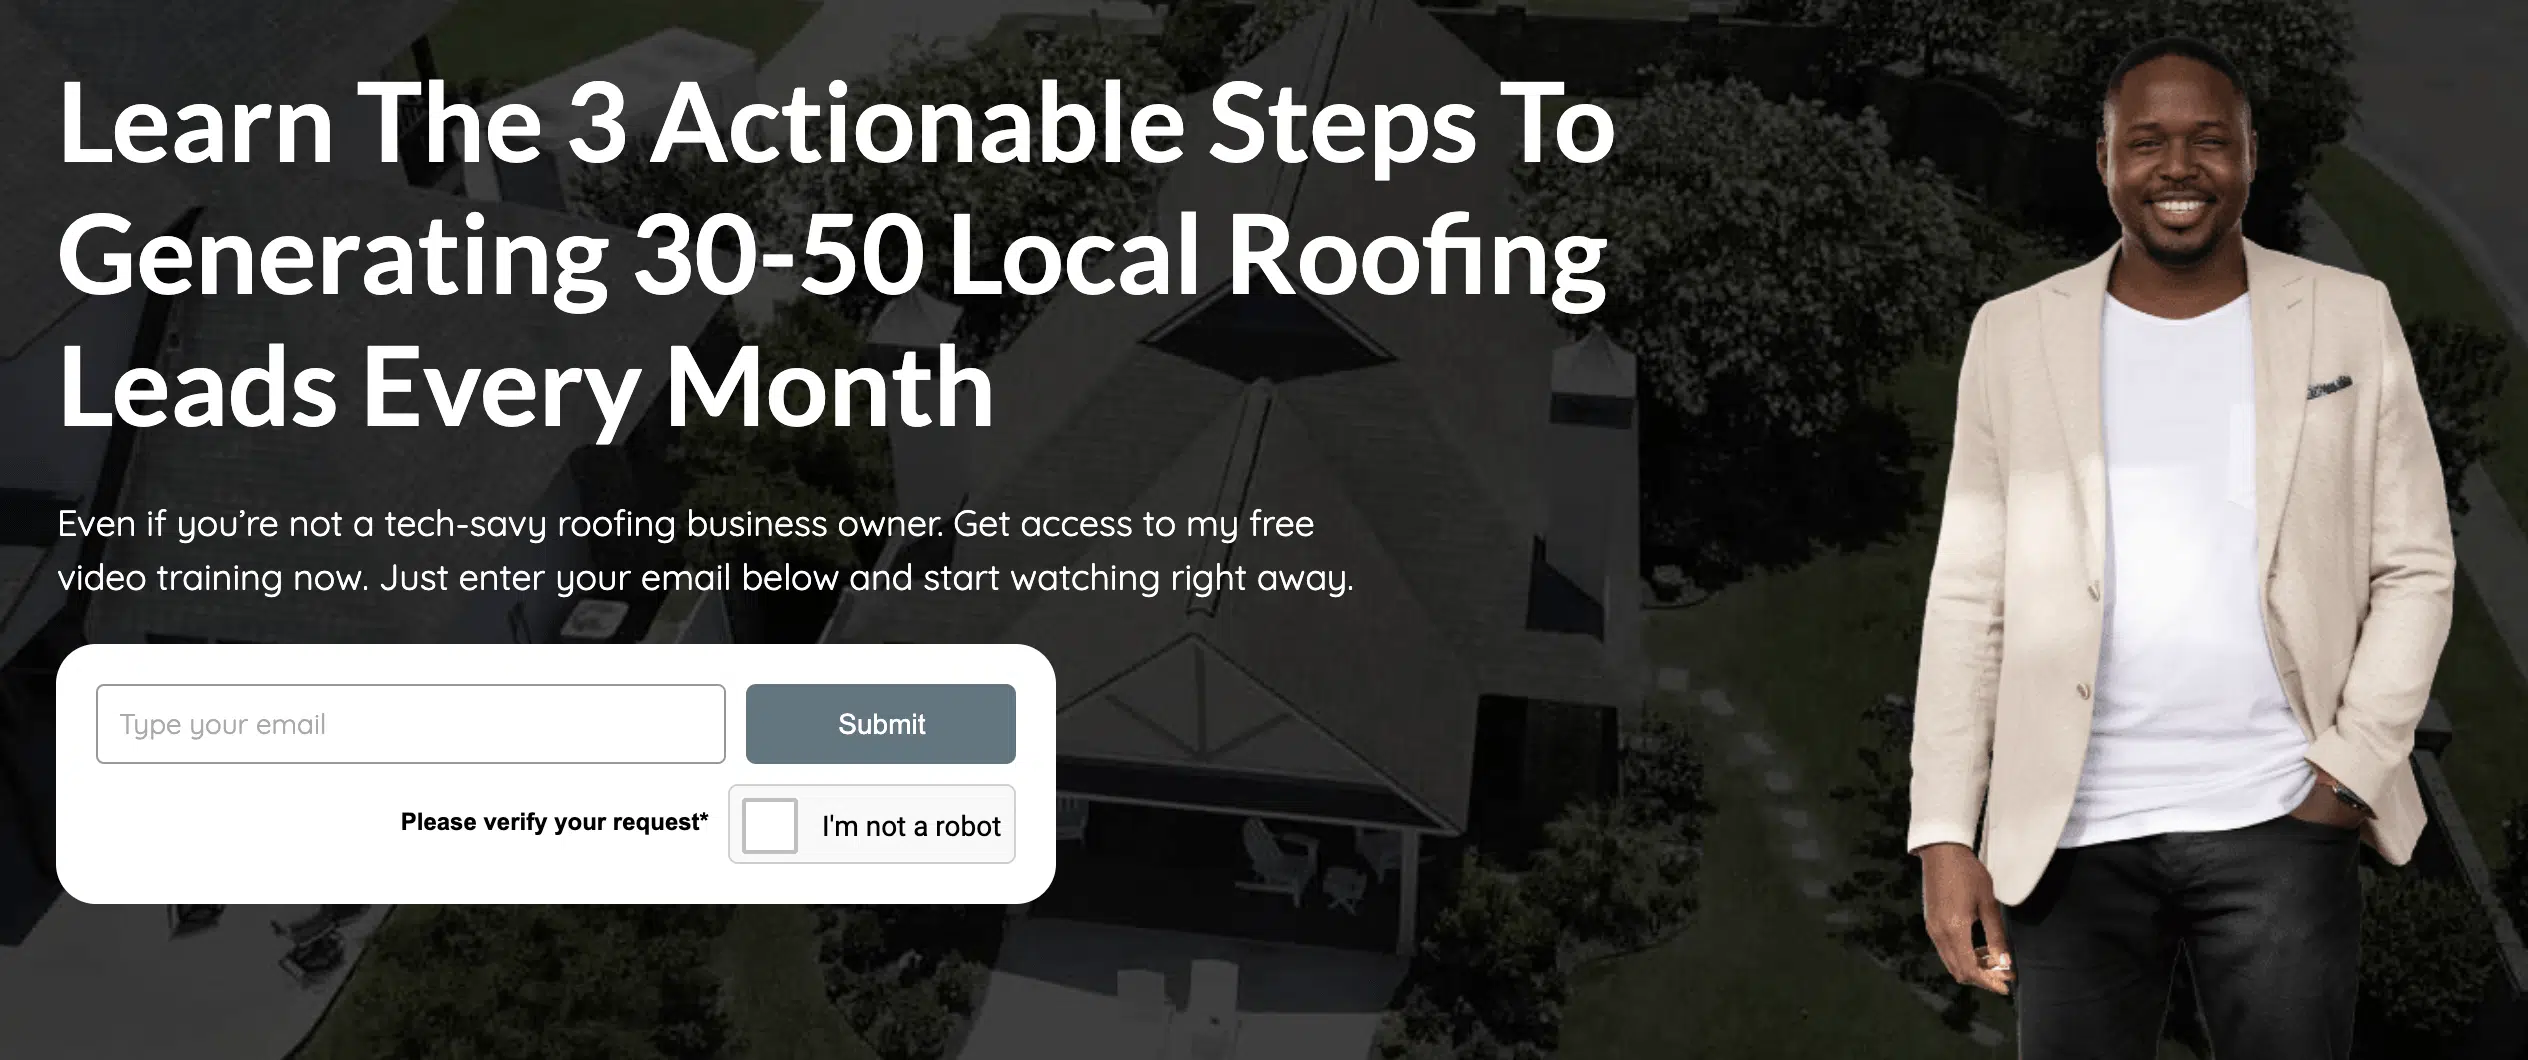 Learn The 3 Actionable Steps To
Generating 30-50 Local Roofing
Leads Every Month
Even if you’re not a tech-savy roofing business owner. Get access to my free
video training now. Just enter your email below and start watching right away.
Type your email
Submit
Please verify your request*
I'm not a robot